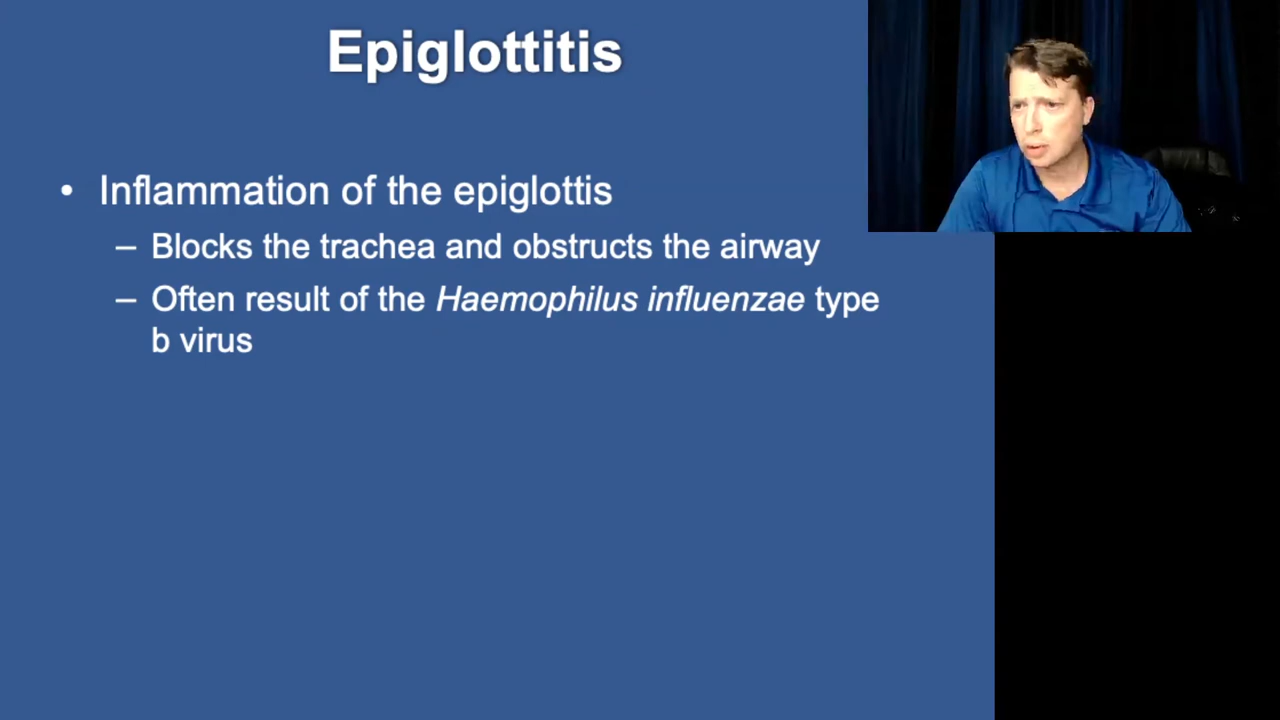 Epiglottitis
• Inflammation of the epiglottis
– Blocks the trachea and obstructs the airway
– Often result of the Haemophilus influenzae type
b virus